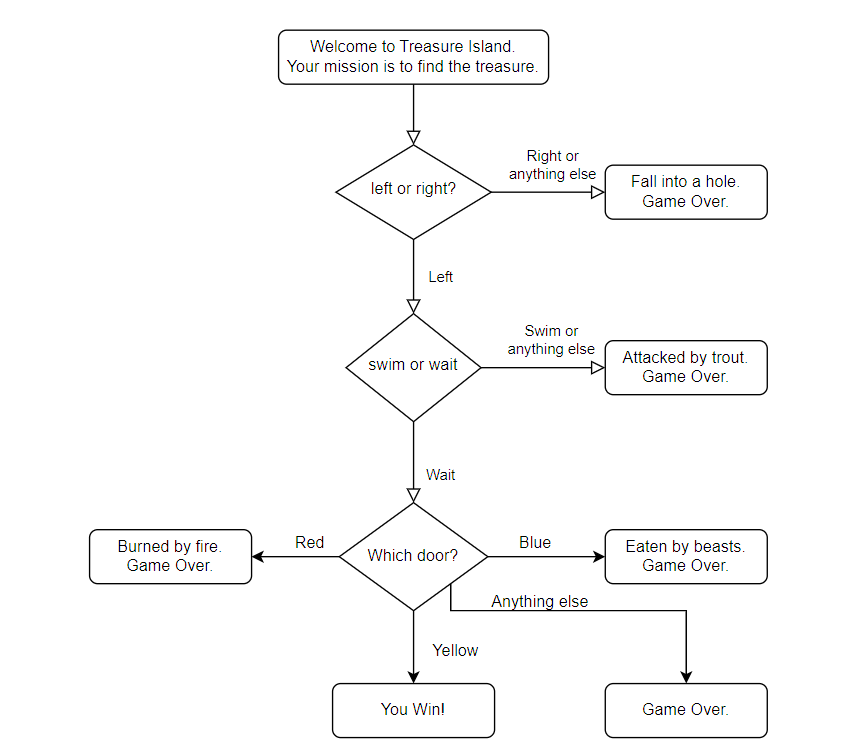 Welcome to Treasure Island.
Your mission is to find the treasure.
left or right?
Right or
anything else
Fall into a hole.
Game Over.
Left
swim or wait
Swim or
anything else
Attacked by trout.
Game Over.
Wait
Which door?
Red
Burned by fire.
Game Over.
Blue
Eaten by beasts.
Game Over.
Anything else
Yellow
You Win!
Game Over.